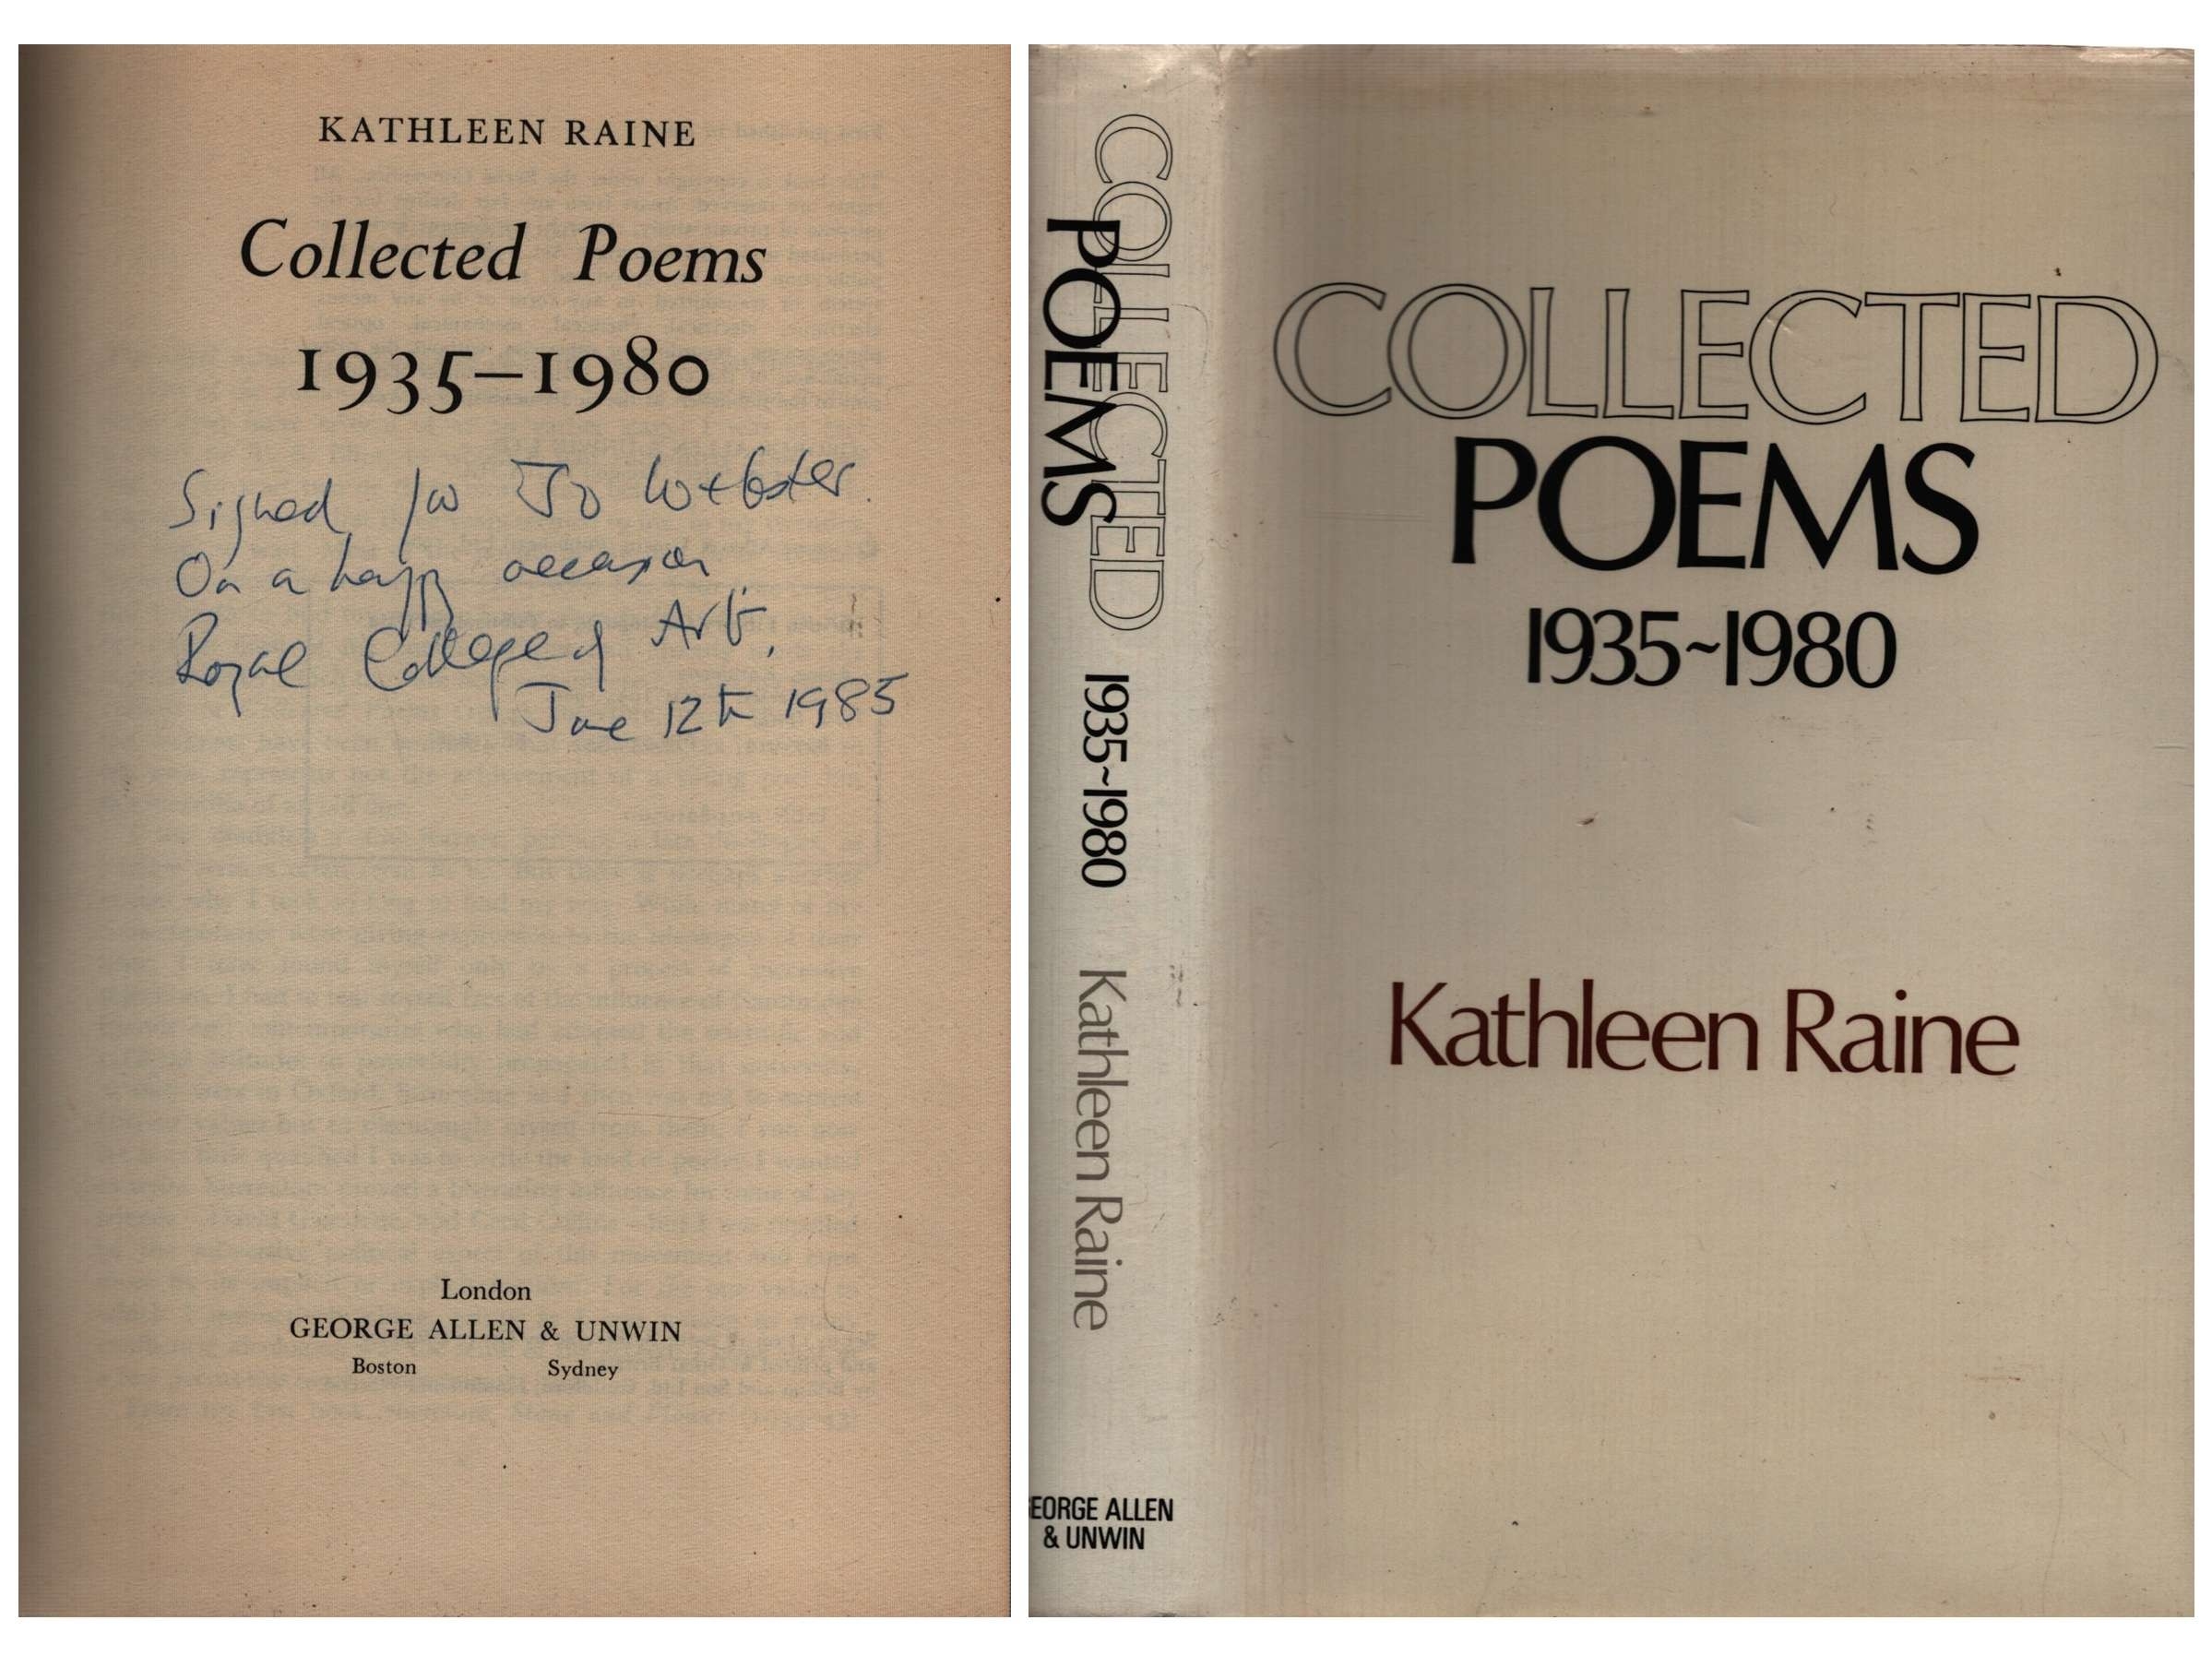 KATHLEEN RAINE
Collected Poems
1935–1980
Signed for Jo Webster.
On a happy occasion
Royal College of Art,
June 12th 1985
London
GEORGE ALLEN & UNWIN
Boston Sydney
COLLECTED
POEMS
1935~1980
Kathleen Raine
EORGE ALLEN
& UNWIN
COLLECTED
POEMS
1935~1980
Kathleen Raine